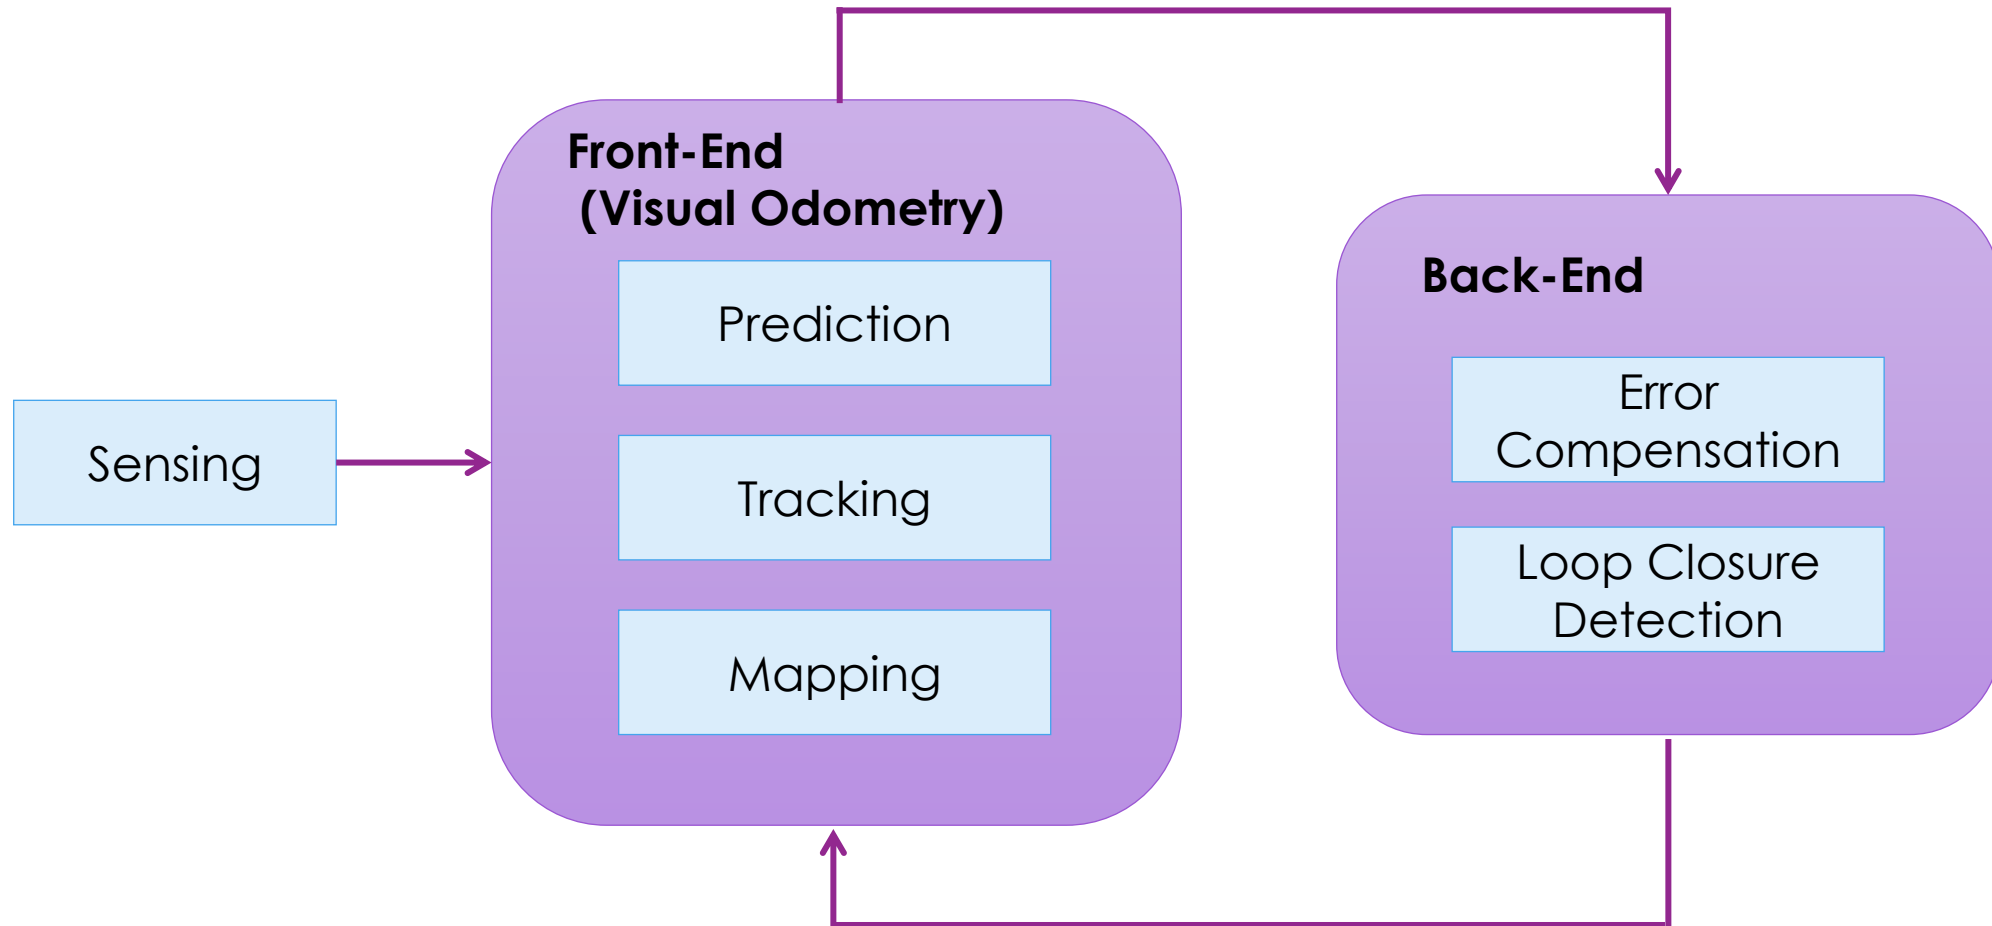 Front-End
(Visual Odometry)
Prediction
Tracking
Mapping
Sensing
Back-End
Error
Compensation
Loop Closure
Detection